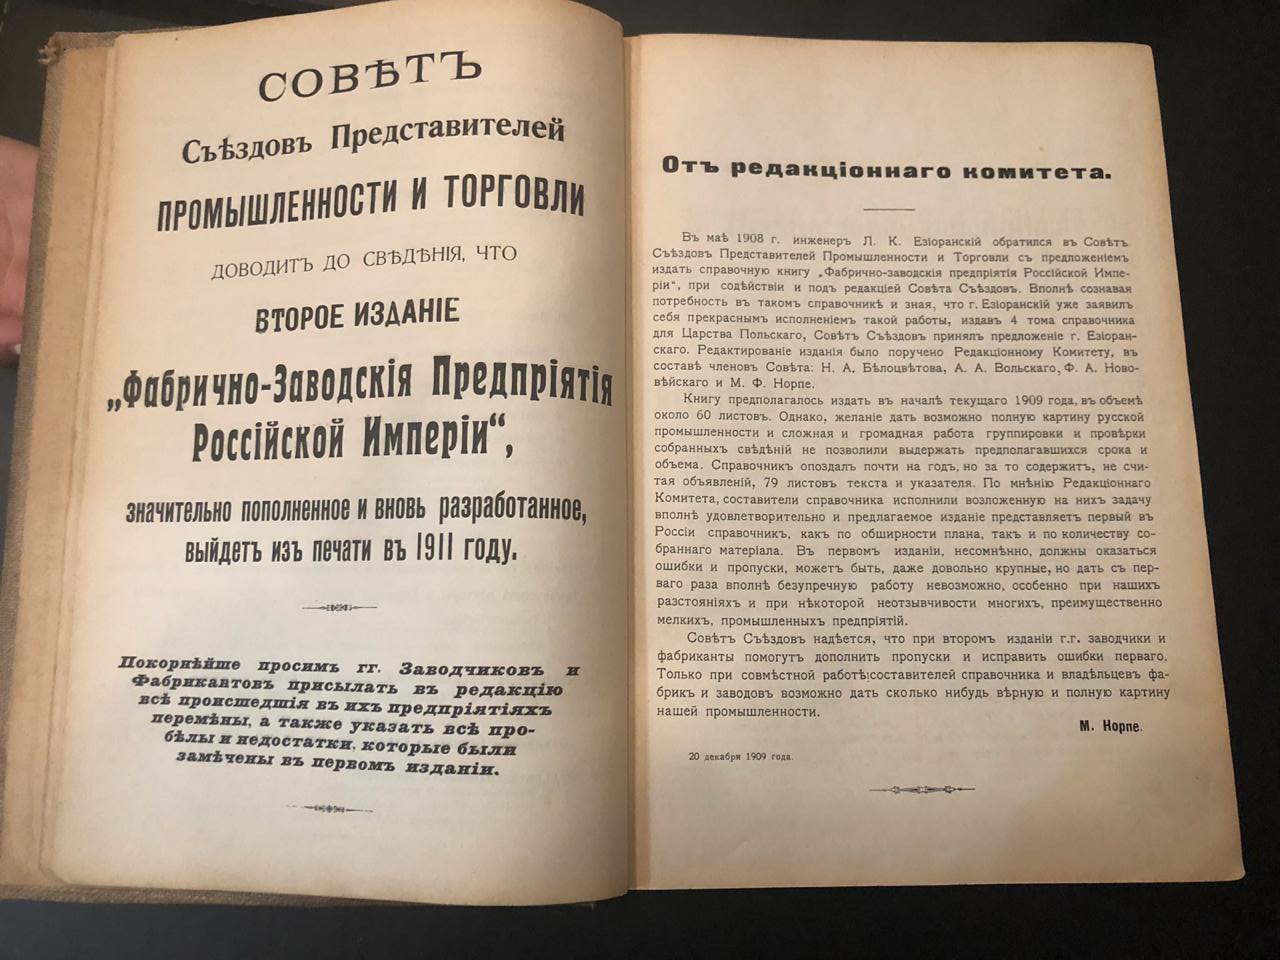 СОВѢТЪ
Съѣздовъ Представителей
ПРОМЫШЛЕННОСТИ И ТОРГОВЛИ
ДОВОДИТЪ ДО СВѢДѢНІЯ, ЧТО
ВТОРОЕ ИЗДАНІЕ
„Фабрично-Заводскія Предпріятія
Россійской Имперіи“,
значительно пополненное и вновь разработанное,
выйдетъ изъ печати въ 1911 году.
Покорнѣйше просимъ гг. Заводчиковъ и
Фабрикантовъ присылать въ редакцію
всѣ происшедшія въ ихъ предпріятіяхъ
перемѣны, а также указать всѣ про-
бѣлы и недостатки, которые были
замѣчены въ первомъ изданіи.
Отъ редакціоннаго комитета.
Въ маѣ 1908 г. инженеръ Л. К. Езіоранскій обратился въ Совѣтъ
Съѣздовъ Представителей Промышленности и Торговли съ предложеніемъ
издать справочную книгу „Фабрично-заводскія предпріятія Россійской Импе-
ріи“, при содѣйствіи и подъ редакціей Совѣта Съѣздовъ. Вполнѣ сознавая
потребность въ такомъ справочникѣ и зная, что г. Езіоранскій уже заявилъ
себя прекраснымъ исполненіемъ такой работы, издавъ 4 тома справочника
для Царства Польскаго, Совѣтъ Съѣздовъ принялъ предложеніе г. Езіоран-
скаго. Редактированіе изданія было поручено Редакціонному Комитету, въ
составѣ членовъ Совѣта: Н. А. Бѣлоцвѣтова, А. А. Вольскаго, Ф. А. Ново-
вѣйскаго и М. Ф. Норпе.
Книгу предполагалось издать въ началѣ текущаго 1909 года, въ объемѣ
около 60 листовъ. Однако, желаніе дать возможно полную картину русской
промышленности и сложная и громадная работа группировки и провѣрки
собранныхъ свѣдѣній не позволили выдержать предполагавшихся срока и
объема. Справочникъ опоздалъ почти на годъ, но за то содержитъ, не счи-
тая объявленій, 79 листовъ текста и указателя. По мнѣнію Редакціоннаго
Комитета, составители справочника исполнили возложенную на нихъ задачу
вполнѣ удовлетворительно и предлагаемое изданіе представляетъ первый въ
Россіи справочникъ, какъ по обширности плана, такъ и по количеству со-
браннаго матеріала. Въ первомъ изданіи, несомнѣнно, должны оказаться
ошибки и пропуски, можетъ быть, даже довольно крупные, но дать съ пер-
ваго раза вполнѣ безупречную работу невозможно, особенно при нашихъ
разстояніяхъ и при нѣкоторой неотзывчивости многихъ, преимущественно
мелкихъ, промышленныхъ предпріятій.
Совѣтъ Съѣздовъ надѣется, что при второмъ изданіи г.г. заводчики и
фабриканты помогутъ дополнить пропуски и исправить ошибки перваго.
Только при совмѣстной работѣ составителей справочника и владѣльцевъ фа-
брикъ и заводовъ возможно дать сколько нибудь вѣрную и полную картину
нашей промышленности.
М. Норпе.
20 декабря 1909 года.